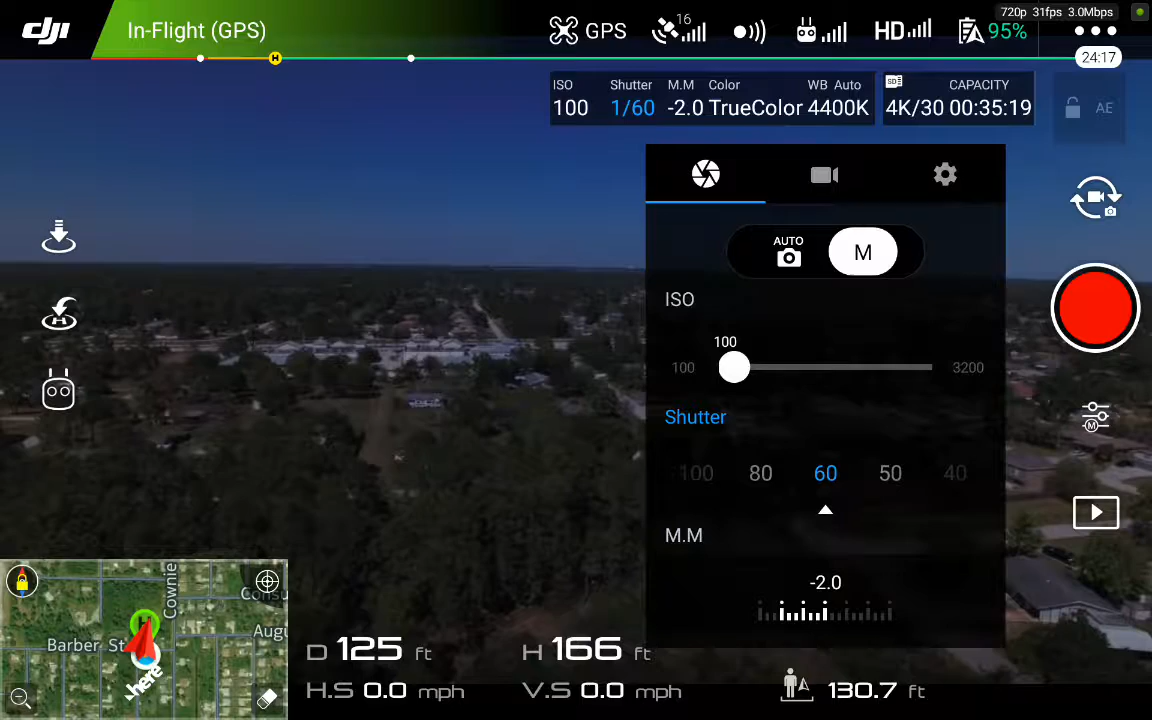 720p 31fps 3.0Mbps
dji
In-Flight (GPS)
GPS
16
HD
95%
H
24:17
ISO Shutter M.M Color WB Auto
100 1/60 -2.0 TrueColor 4400K
CAPACITY
4K/30 00:35:19
AE
AUTO
M
ISO
100
100 3200
Shutter
100 80 60 50 40
M.M
-2.0
M
H
Cownie
Barber St
H
Augu
here
D 125 ft
H 166 ft
H.S 0.0 mph
V.S 0.0 mph
130.7 ft